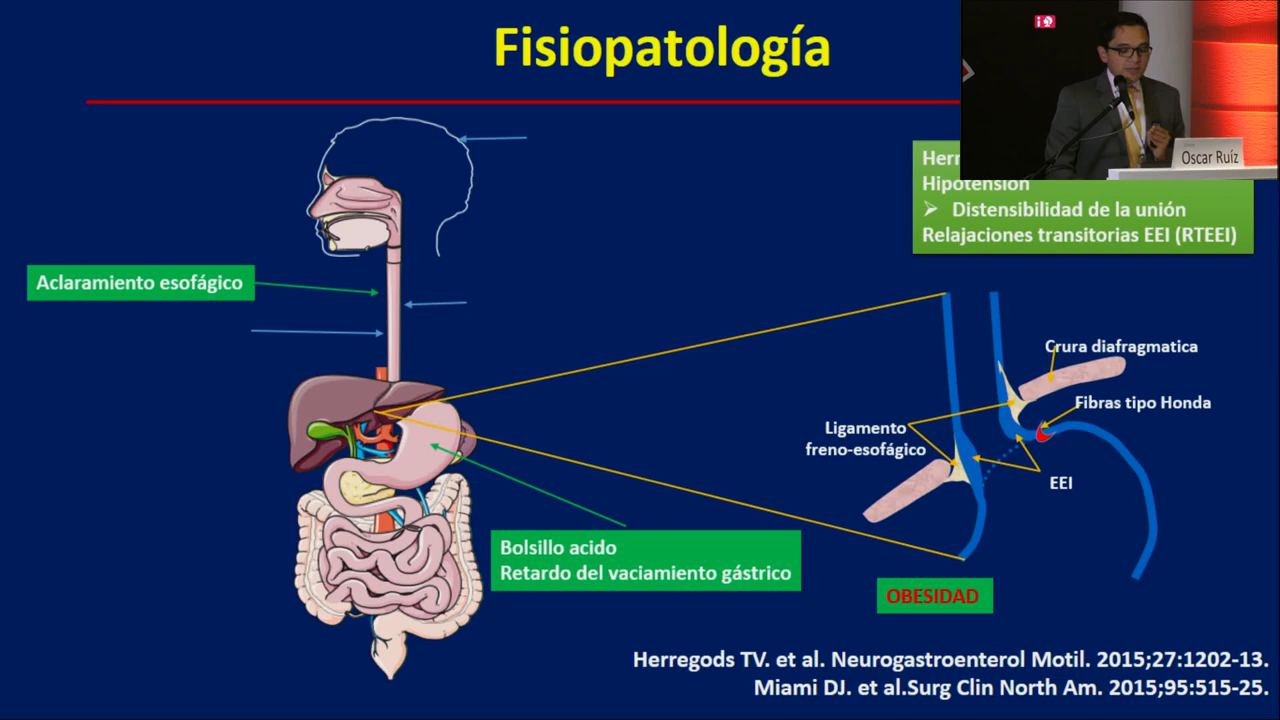 Fisiopatología
Oscar Ruíz
Hipotensión
Distensibilidad de la unión
Relajaciones transitorias EEI (RTEEI)
Aclaramiento esofágico
Crura diafragmatica
Fibras tipo Honda
Ligamento
freno-esofágico
EEI
Bolsillo acido
Retardo del vaciamiento gástrico
OBESIDAD
Herregods TV. et al. Neurogastroenterol Motil. 2015;27:1202-13.
Miami DJ. et al.Surg Clin North Am. 2015;95:515-25.